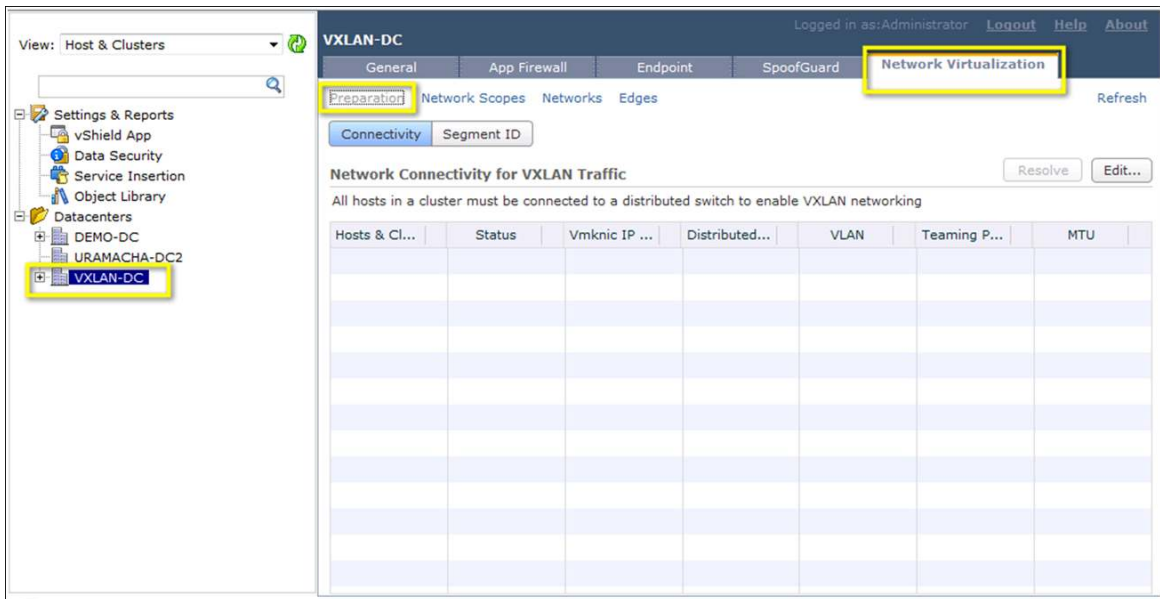 View: Host & Clusters
Settings & Reports
vShield App
Data Security
Service Insertion
Object Library
Datacenters
DEMO-DC
URAMACHA-DC2
VXLAN-DC
Logged in as:Administrator Logout Help About
VXLAN-DC
General App Firewall Endpoint SpoofGuard Network Virtualization
Preparation Network Scopes Networks Edges Refresh
Connectivity Segment ID
Network Connectivity for VXLAN Traffic Resolve Edit...
All hosts in a cluster must be connected to a distributed switch to enable VXLAN networking
Hosts & Cl... Status Vmknic IP ... Distributed... VLAN Teaming P... MTU